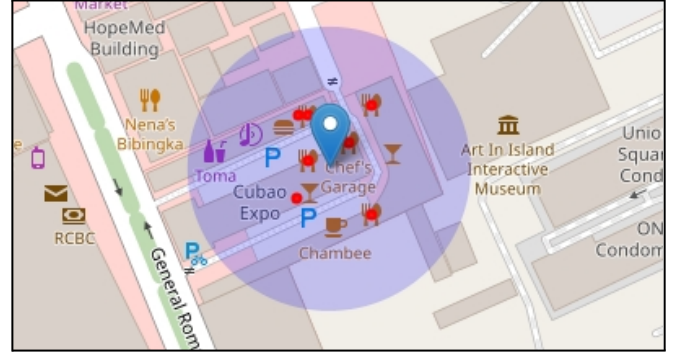 Market
HopeMed
Building
Nena's
Bibingka
Toma
P
Chef's
Garage
Cubao
Expo
P
Chambee
P
RCBC
General Rom
Art In Island
Interactive
Museum
Unio
Squar
Cond
ON
Condom
e